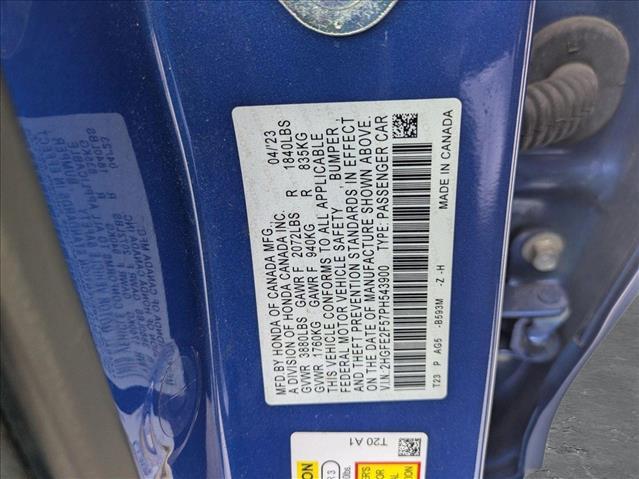 MFD BY HONDA OF CANADA MFG. 04/'23
A DIVISION OF HONDA CANADA INC.
GVWR 3880LBS GAWR F 2072LBS R 1840LBS
GVWR 1760KG GAWR F 940KG R 835KG
THIS VEHICLE CONFORMS TO ALL APPLICABLE
FEDERAL MOTOR VEHICLE SAFETY, BUMPER,
AND THEFT PREVENTION STANDARDS IN EFFECT
ON THE DATE OF MANUFACTURE SHOWN ABOVE.
V.I.N:2HGFE2F57PH543900 TYPE: PASSENGER CAR
T23 P AG5 -B593M -Z -H
MADE IN CANADA
T20 A1